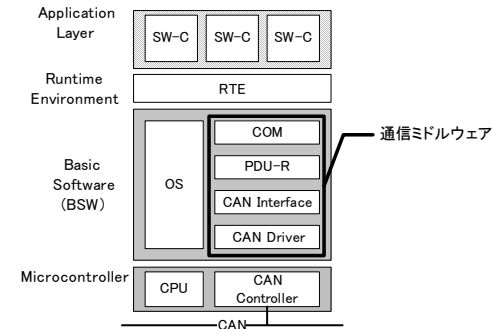 Application
Layer
SW-C SW-C SW-C
Runtime
Environment
RTE
Basic
Software
(BSW)
OS
COM
PDU-R
CAN Interface
CAN Driver
通信ミドルウェア
Microcontroller
CPU
CAN
Controller
CAN